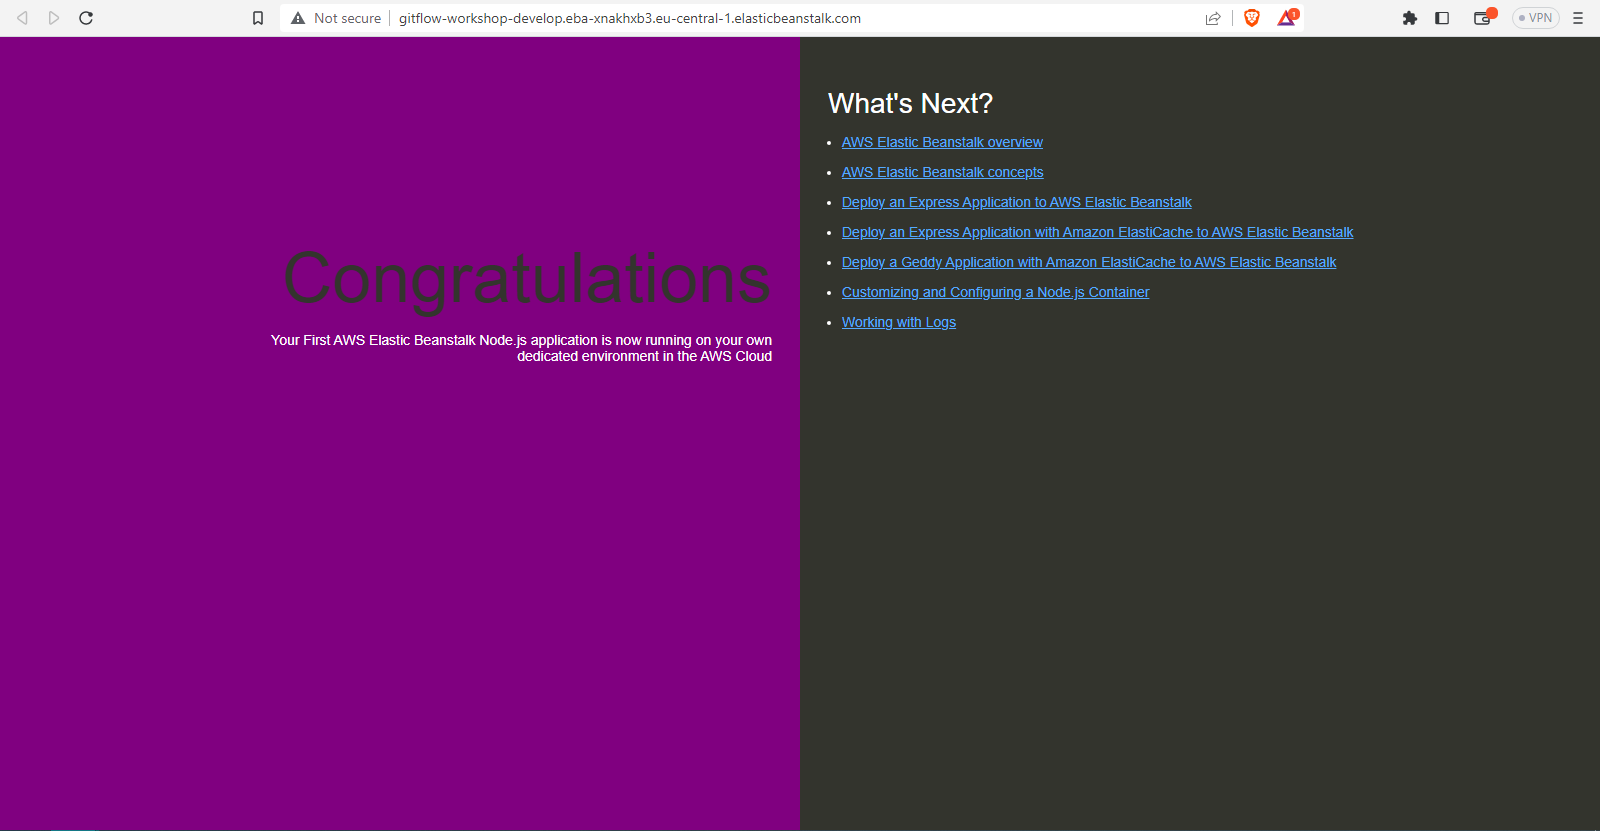 Not secure
gitflow-workshop-develop.eba-xnakhxb3.eu-central-1.elasticbeanstalk.com
1
VPN
Congratulations
Your First AWS Elastic Beanstalk Node.js application is now running on your own
dedicated environment in the AWS Cloud
What's Next?
AWS Elastic Beanstalk overview
AWS Elastic Beanstalk concepts
Deploy an Express Application to AWS Elastic Beanstalk
Deploy an Express Application with Amazon ElastiCache to AWS Elastic Beanstalk
Deploy a Geddy Application with Amazon ElastiCache to AWS Elastic Beanstalk
Customizing and Configuring a Node.js Container
Working with Logs